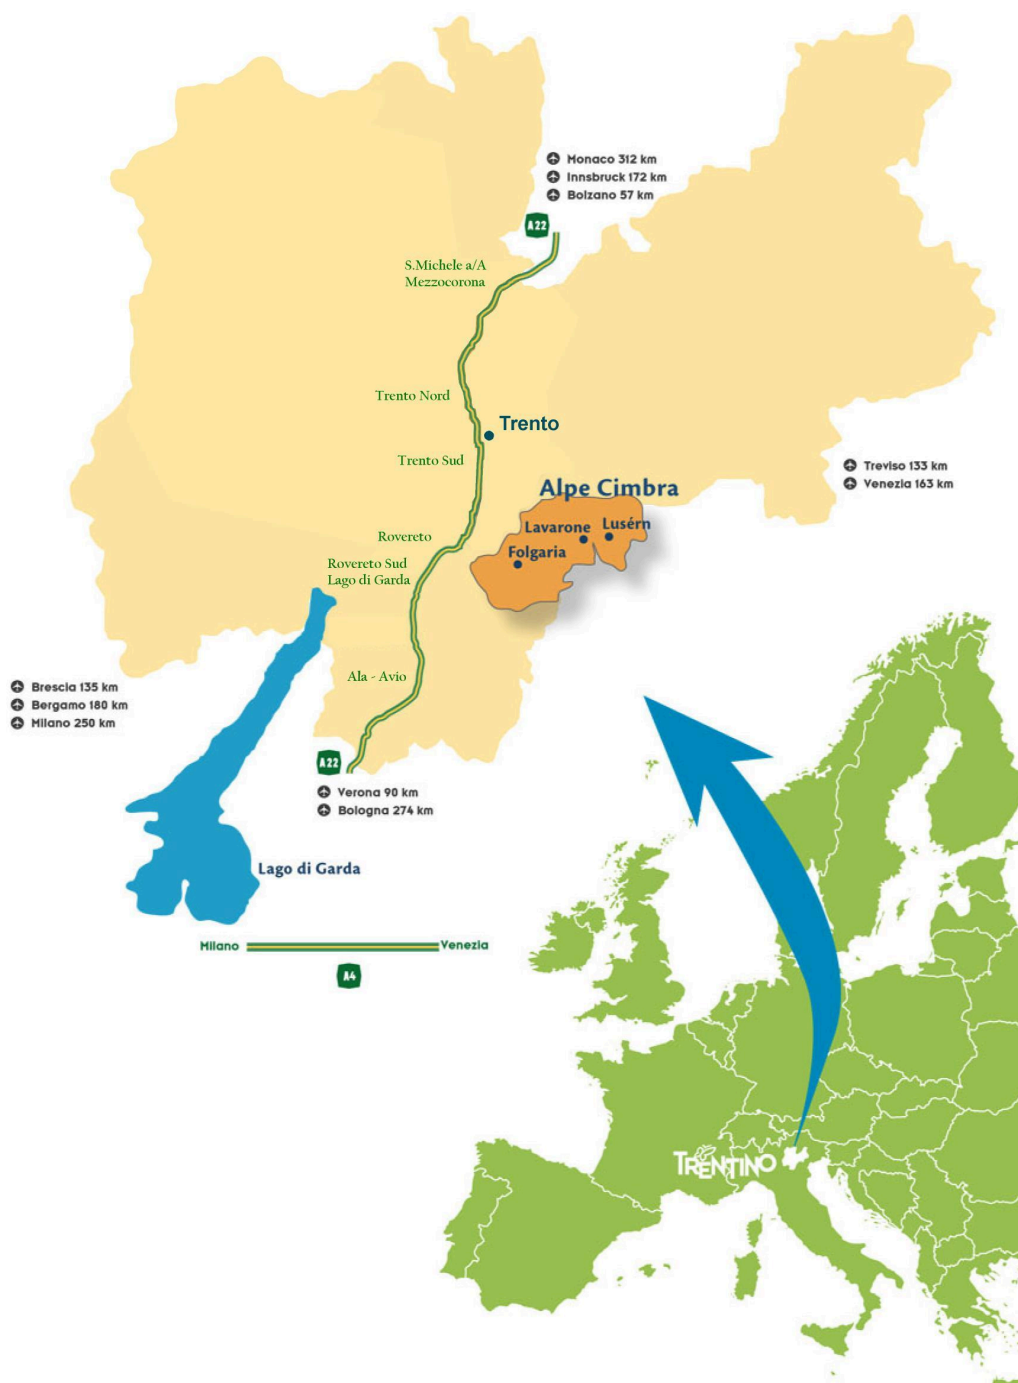 Monaco 312 km
Innsbruck 172 km
Bolzano 57 km
A22
S.Michele a/A
Mezzocorona
Trento Nord
Trento
Trento Sud
Treviso 133 km
Venezia 163 km
Alpe Cimbra
Lavarone
Lusérn
Folgaria
Rovereto
Rovereto Sud
Lago di Garda
Ala - Avio
Brescia 135 km
Bergamo 180 km
Milano 250 km
A22
Verona 90 km
Bologna 274 km
Lago di Garda
Milano
Venezia
A4
TRENTINO